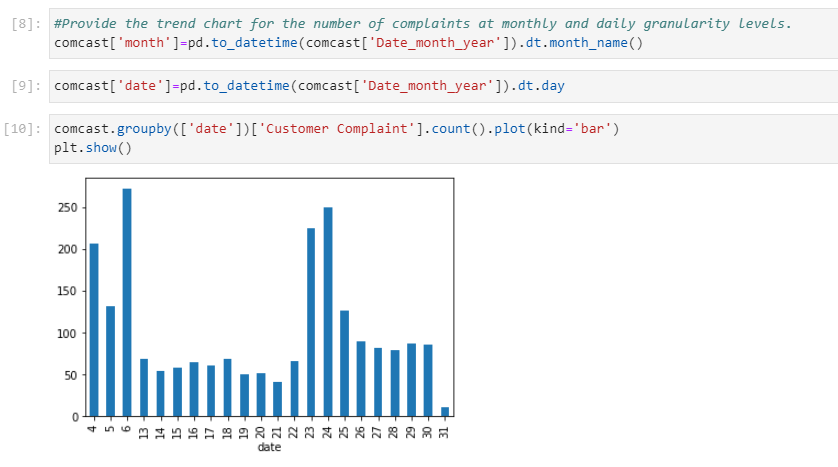 [8]: #Provide the trend chart for the number of complaints at monthly and daily granularity levels.
comcast['month']=pd.to_datetime(comcast['Date_month_year']).dt.month_name()
[9]: comcast['date']=pd.to_datetime(comcast['Date_month_year']).dt.day
[10]: comcast.groupby(['date'])['Customer Complaint'].count().plot(kind='bar')
plt.show()
250
200
150
100
50
0
4 5 6 13 14 15 16 17 18 19 20 21 22 23 24 25 26 27 28 29 30 31
date